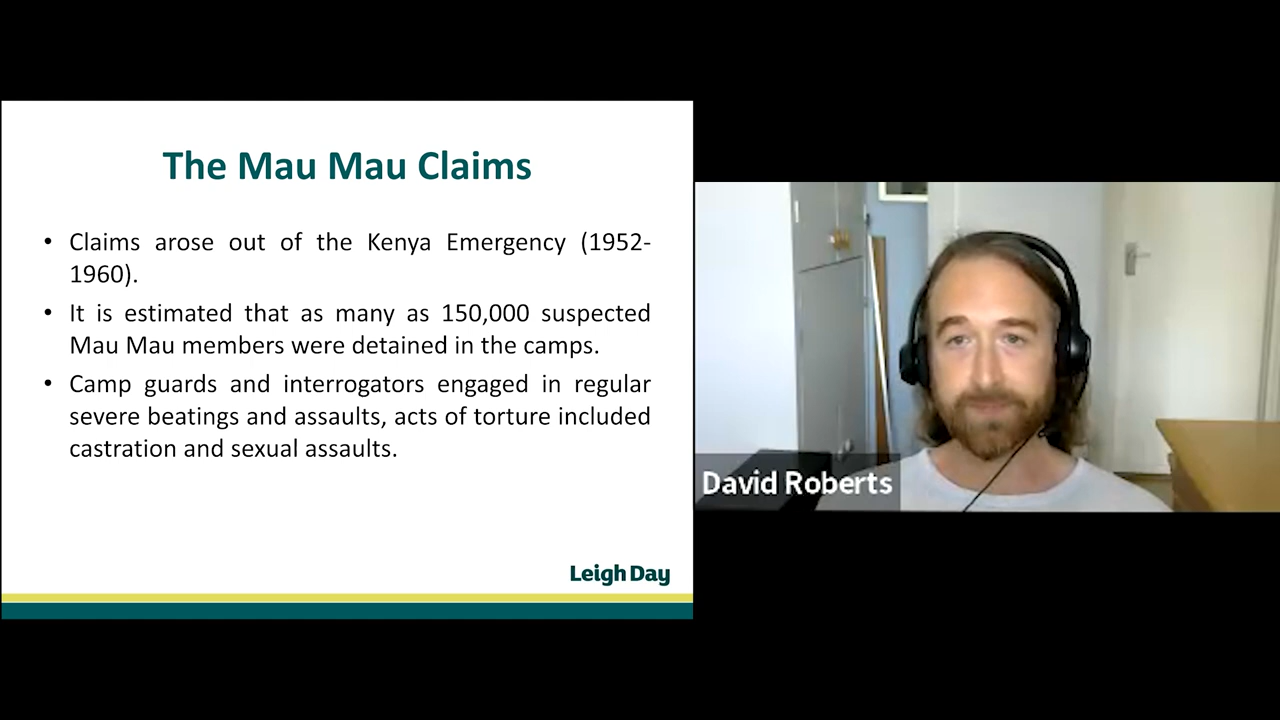 The Mau Mau Claims
• Claims arose out of the Kenya Emergency (1952-
1960).
• It is estimated that as many as 150,000 suspected
Mau Mau members were detained in the camps.
• Camp guards and interrogators engaged in regular
severe beatings and assaults, acts of torture included
castration and sexual assaults.
Leigh Day
David Roberts